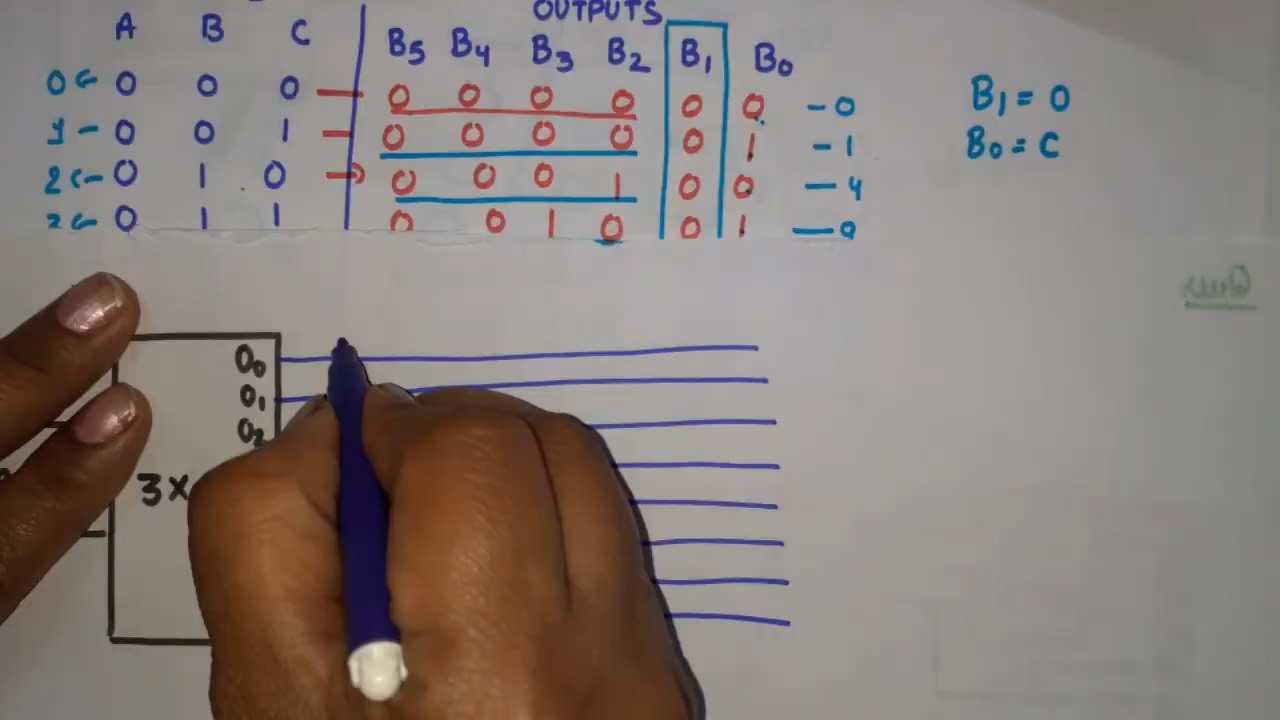 OUTPUTS
A B C B5 B4 B3 B2 B1 B0
0 0 0 0 0 0 0 0 0 0 - 0
1 - 0 0 1 0 0 0 0 0 1 - 1
2 0 1 0 0 0 0 1 0 0 - 4
2 0 1 1 0 0 1 0 0 1 - 9
B1 = 0
B0 = C
O0
O1
O2
3X